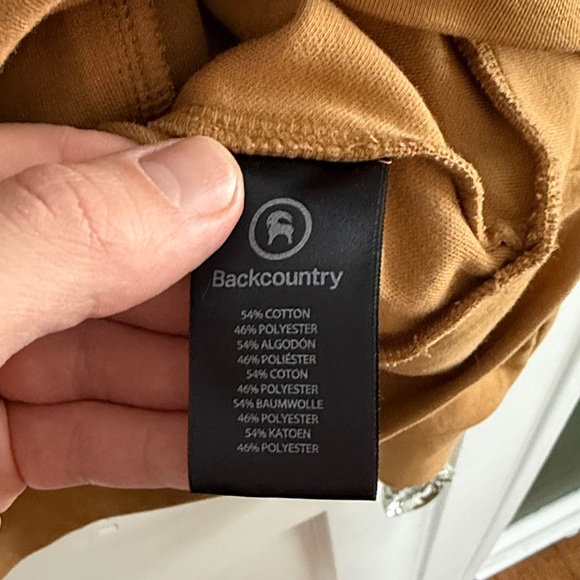 Backcountry
54% COTTON
46% POLYESTER
54% ALGODÓN
46% POLIÉSTER
54% COTON
46% POLYESTER
54% BAUMWOLLE
46% POLYESTER
54% KATOEN
46% POLYESTER